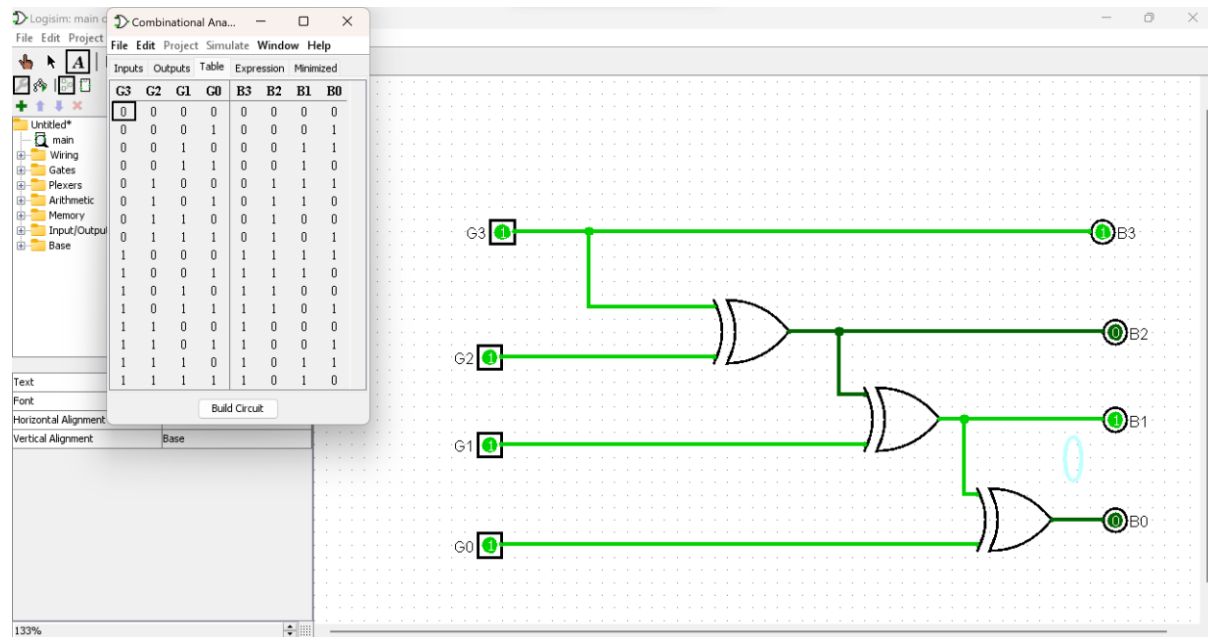 Logisim: main o
File Edit Project
A
Untitled*
main
Wiring
Gates
Plexers
Arithmetic
Memory
Input/Outpu
Base
Text
Font
Horizontal Alignment
Vertical Alignment Base
133%
Combinational Ana...
File Edit Project Simulate Window Help
Inputs Outputs Table Expression Minimized
G3 G2 G1 G0 B3 B2 B1 B0
0 0 0 0 0 0 0 0
0 0 0 1 0 0 0 1
0 0 1 0 0 0 1 1
0 0 1 1 0 0 1 0
0 1 0 0 0 1 1 1
0 1 0 1 0 1 1 0
0 1 1 0 0 1 0 0
0 1 1 1 0 1 0 1
1 0 0 0 1 1 1 1
1 0 0 1 1 1 1 0
1 0 1 0 1 1 0 0
1 0 1 1 1 1 0 1
1 1 0 0 1 0 0 0
1 1 0 1 1 0 0 1
1 1 1 0 1 0 1 1
1 1 1 1 1 0 1 0
Build Circuit
G3 1 1 B3
0 B2
G2 1
1 B1
G1 1
0 B0
G0 1